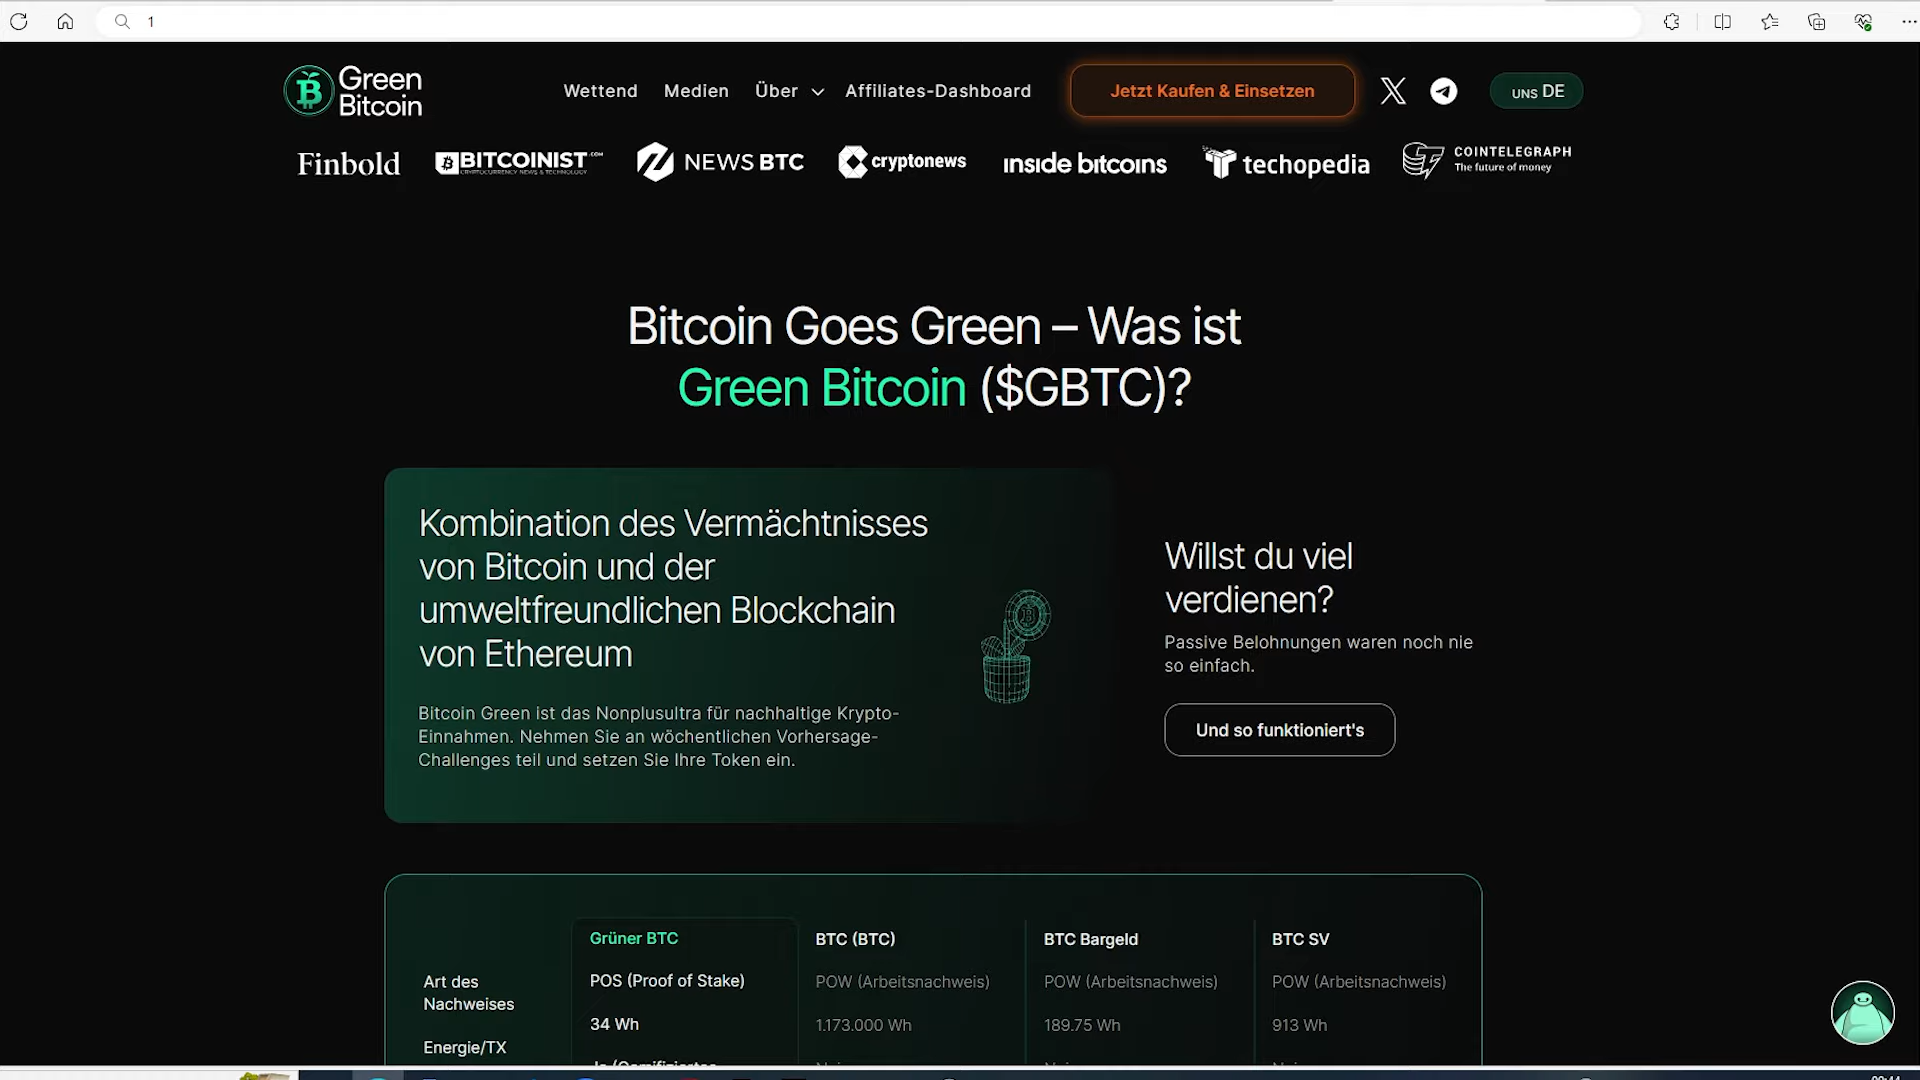 1
Green
Bitcoin
Wettend
Medien
Über
Affiliates-Dashboard
Jetzt Kaufen & Einsetzen
UNS DE
Finbold
BITCOINIST.COM
CRYPTOCURRENCY NEWS & TECHNOLOGY
NEWS BTC
cryptonews
inside bitcoins
techopedia
COINTELEGRAPH
The future of money
Bitcoin Goes Green – Was ist
Green Bitcoin ($GBTC)?
Kombination des Vermächtnisses
von Bitcoin und der
umweltfreundlichen Blockchain
von Ethereum
Bitcoin Green ist das Nonplusultra für nachhaltige Krypto-
Einnahmen. Nehmen Sie an wöchentlichen Vorhersage-
Challenges teil und setzen Sie Ihre Token ein.
Willst du viel
verdienen?
Passive Belohnungen waren noch nie
so einfach.
Und so funktioniert's
Grüner BTC
BTC (BTC)
BTC Bargeld
BTC SV
Art des
Nachweises
POS (Proof of Stake)
POW (Arbeitsnachweis)
POW (Arbeitsnachweis)
POW (Arbeitsnachweis)
Energie/TX
34 Wh
1.173.000 Wh
189.75 Wh
913 Wh